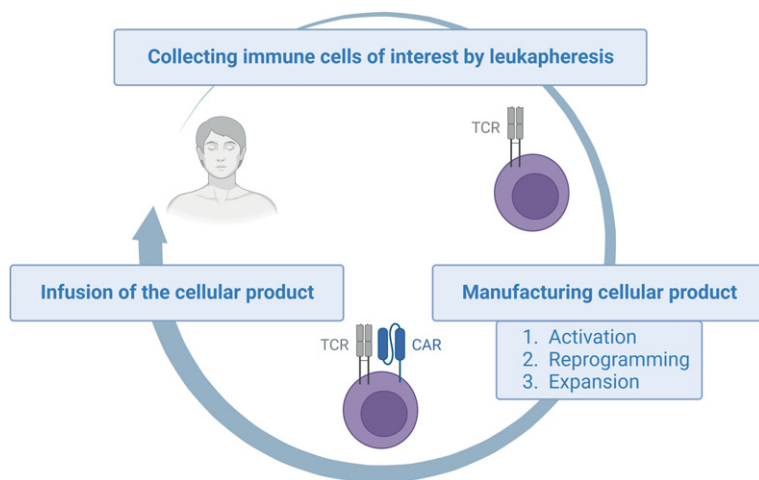 Collecting immune cells of interest by leukapheresis
TCR
Infusion of the cellular product
Manufacturing cellular product
1. Activation
2. Reprogramming
3. Expansion
TCR
CAR